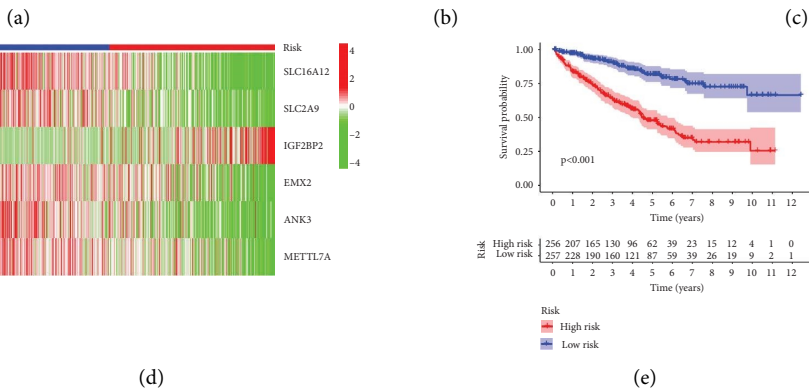 (a)
(b)
(c)
Risk
SLC16A12
SLC2A9
IGF2BP2
EMX2
ANK3
METTL7A
4
2
0
−2
−4
(d)
Survival probability
1.00
0.75
0.50
0.25
0.00
p<0.001
0 1 2 3 4 5 6 7 8 9 10 11 12
Time (years)
Risk
High risk 256 207 165 130 96 62 39 23 15 12 4 1 0
Low risk 257 228 190 160 121 87 59 39 26 19 9 2 1
0 1 2 3 4 5 6 7 8 9 10 11 12
Time (years)
Risk
High risk
Low risk
(e)